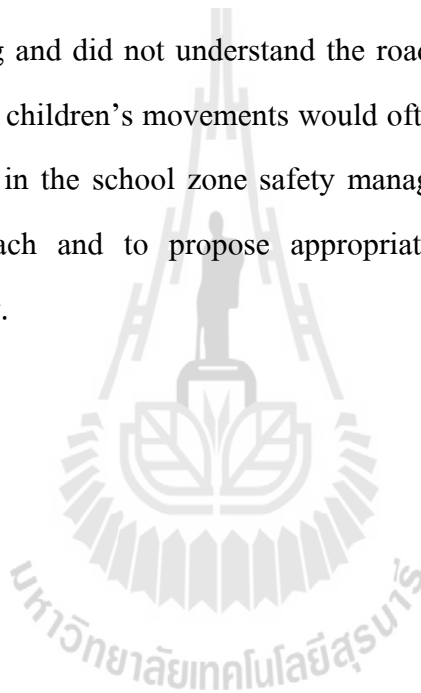 g and did not understand the road
children's movements would oft
in the school zone safety manag
ach and to propose appropriat
.
มหาวิทยาลัยเทคโนโลยีสุรนารี